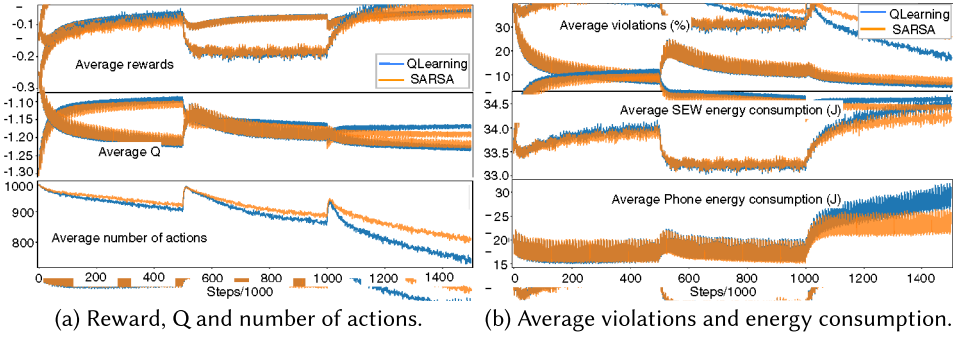 -0.1
-0.2
-0.3
Average rewards
QLearning
SARSA
-1.10
-1.15
-1.20
-1.25
-1.30
Average Q
1000
900
800
Average number of actions
0 200 400 600 800 1000 1200 1400
Steps/1000
(a) Reward, Q and number of actions.
30
20
10
Average violations (%)
QLearning
SARSA
34.5
34.0
33.5
33.0
Average SEW energy consumption (J)
30
25
20
15
Average Phone energy consumption (J)
0 200 400 600 800 1000 1200 1400
Steps/1000
(b) Average violations and energy consumption.